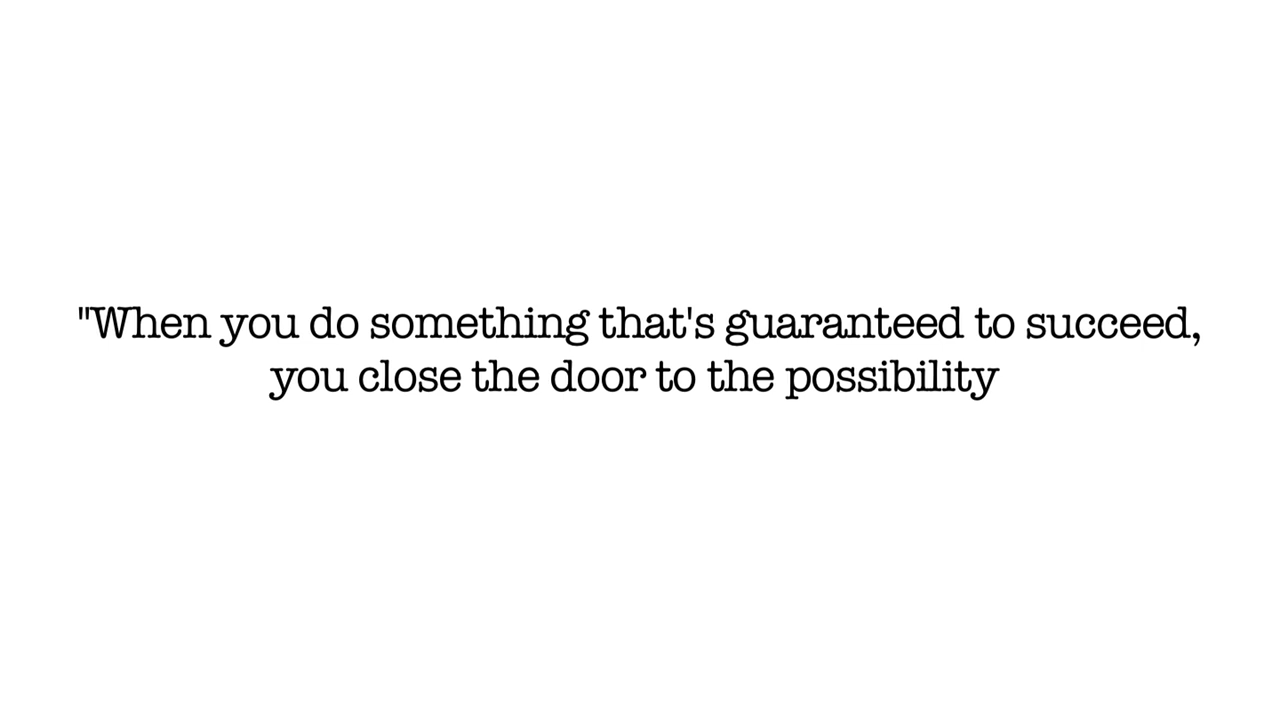 "When you do something that's guaranteed to succeed,
you close the door to the possibility